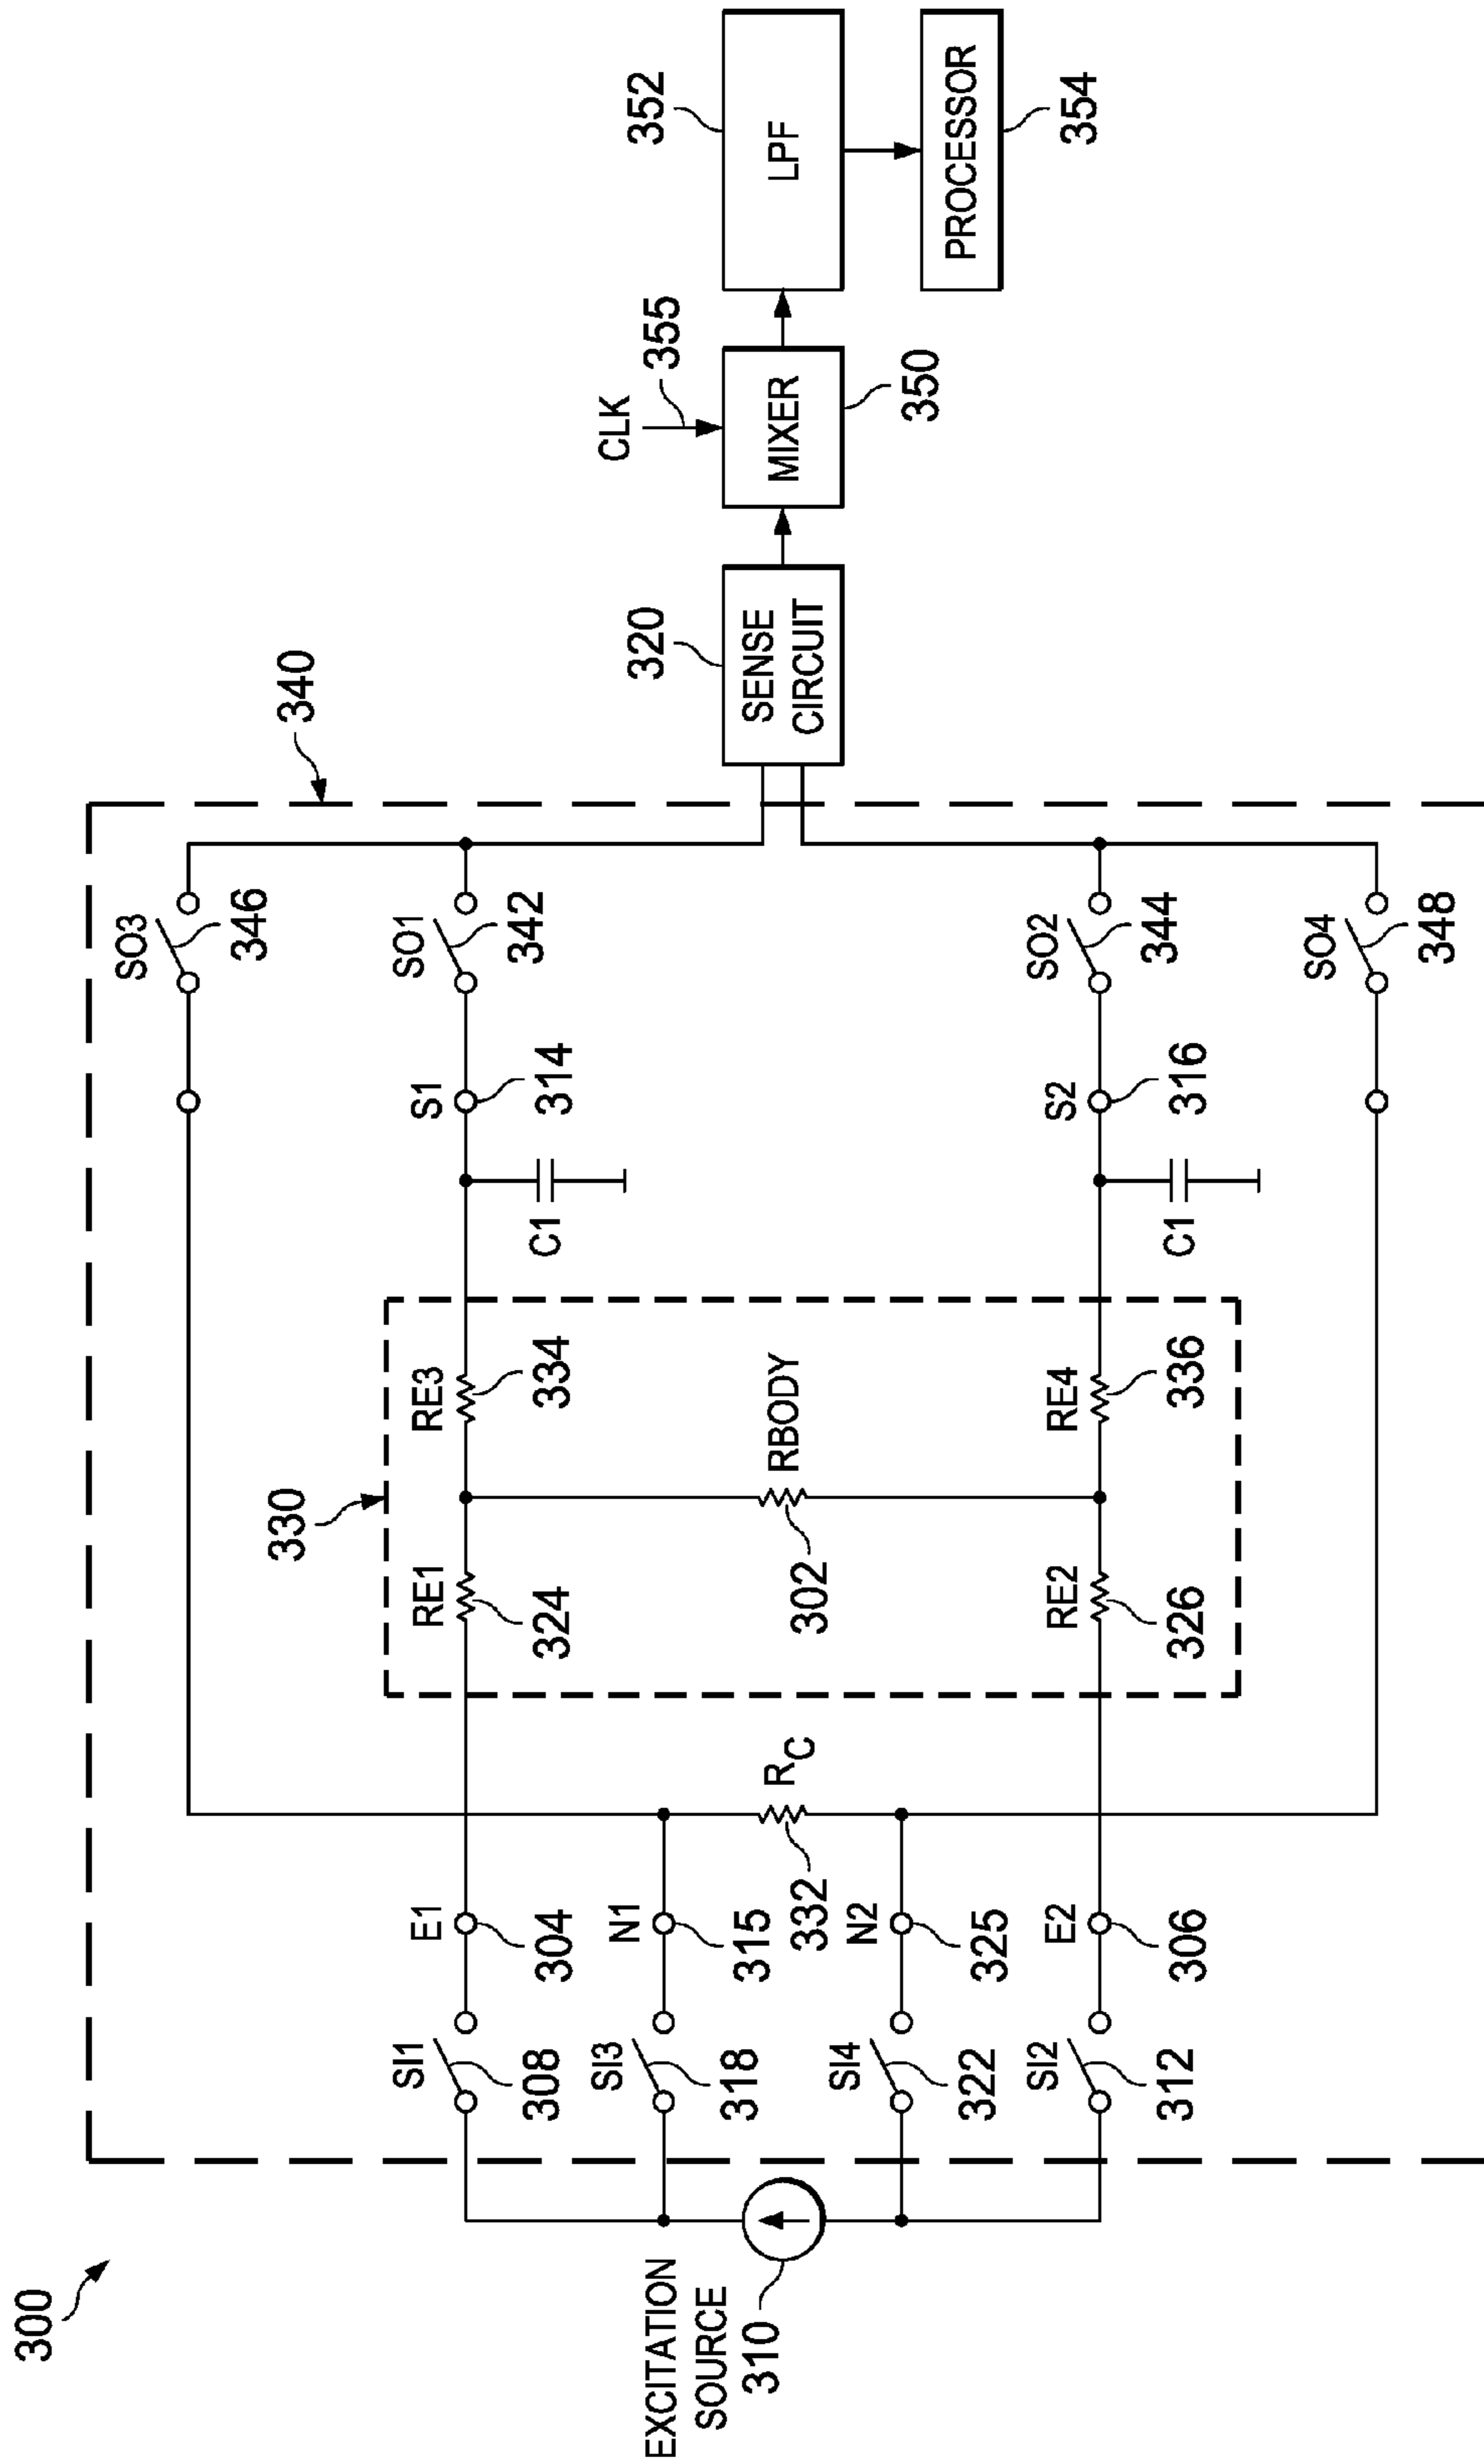 300
EXCITATION
SOURCE
310
340
SI1
308
SI3
318
SI4
322
SI2
312
E1
304
N1
315
N2
325
E2
306
RC
332
330
RE1
324
RE3
334
RBODY
302
RE2
326
RE4
336
C1
C1
S1
314
S2
316
SO3
346
SO1
342
SO2
344
SO4
348
SENSE
CIRCUIT
320
CLK
355
MIXER
350
LPF
352
PROCESSOR
354